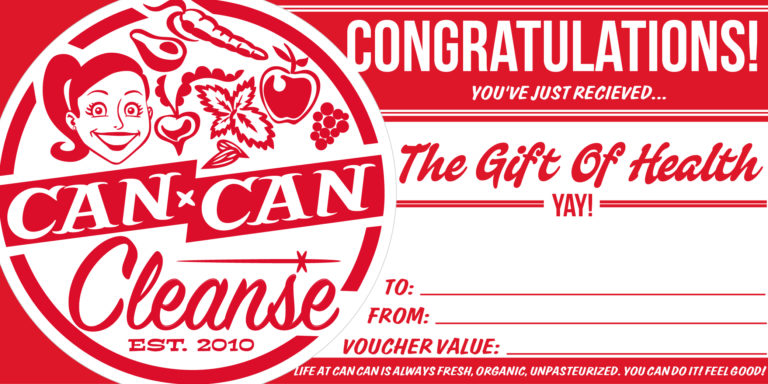 CAN×CAN
Cleanse
EST. 2010
CONGRATULATIONS!
YOU'VE JUST RECIEVED...
The Gift Of Health
YAY!
TO:
FROM:
VOUCHER VALUE:
LIFE AT CAN CAN IS ALWAYS FRESH, ORGANIC, UNPASTEURIZED. YOU CAN DO IT! FEEL GOOD!